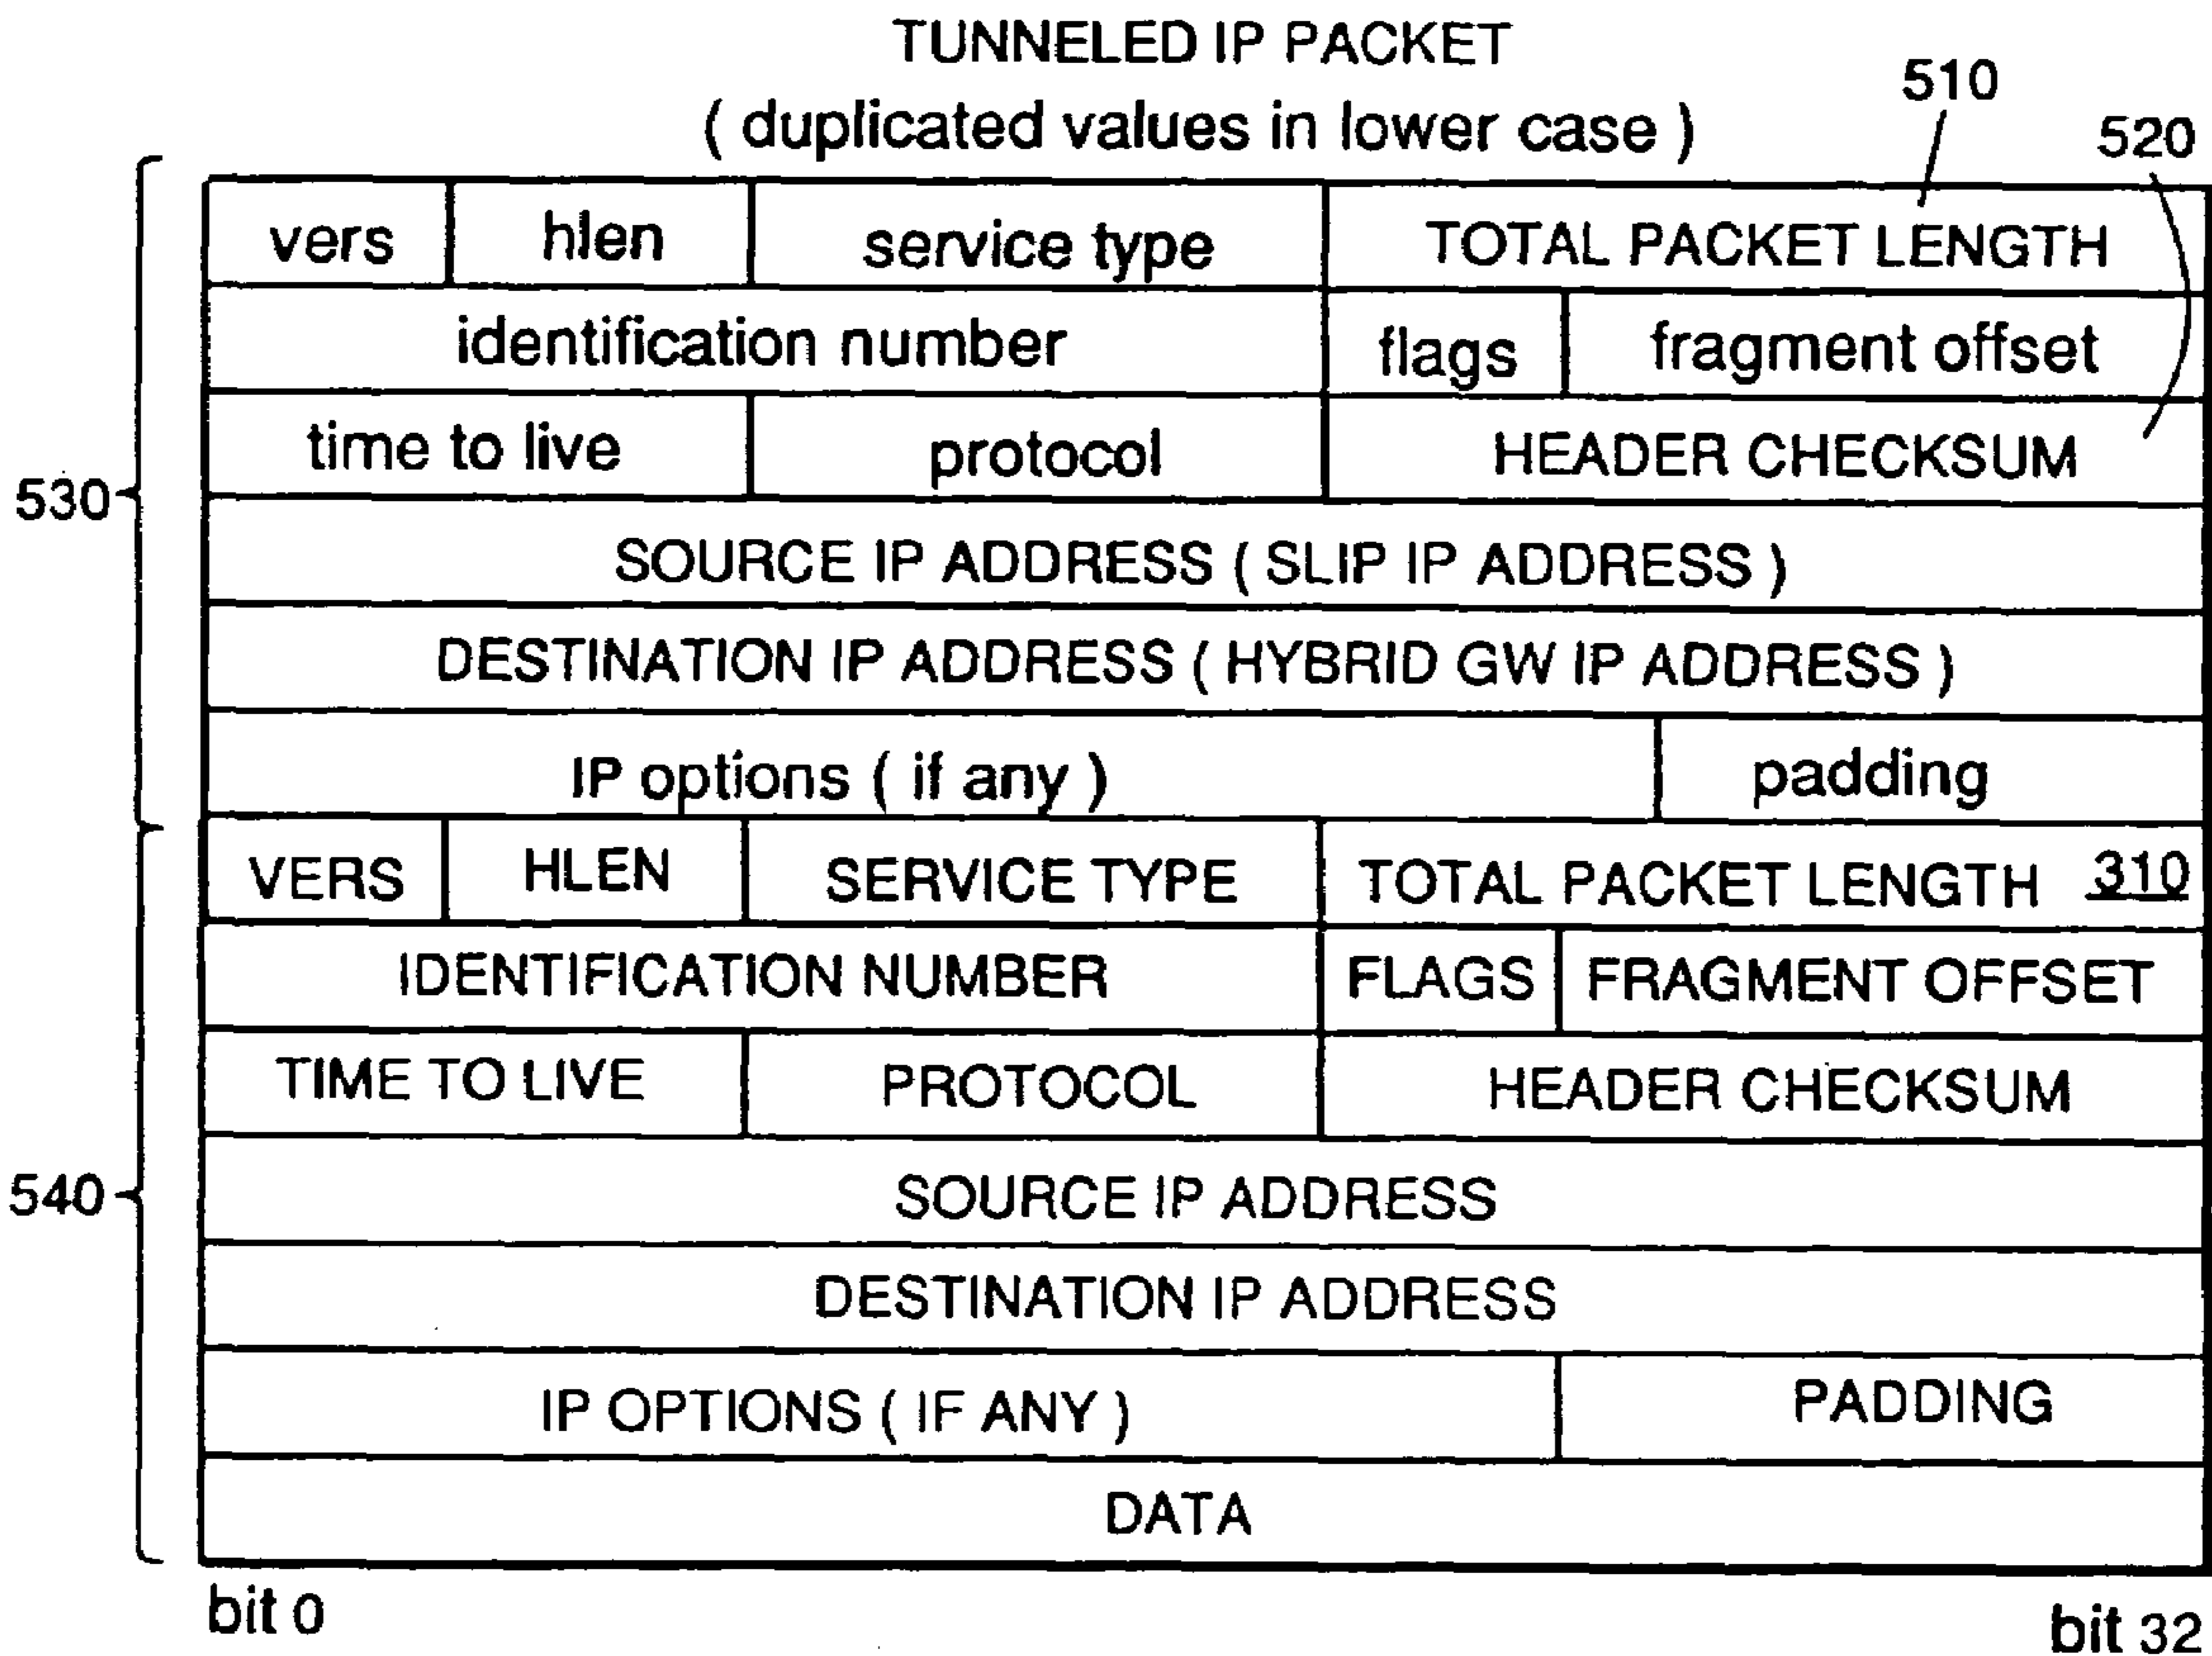 TUNNELED IP PACKET
( duplicated values in lower case )
510
520
vers hlen service type TOTAL PACKET LENGTH
identification number flags fragment offset
time to live protocol HEADER CHECKSUM
530
SOURCE IP ADDRESS ( SLIP IP ADDRESS )
DESTINATION IP ADDRESS ( HYBRID GW IP ADDRESS )
IP options ( if any ) padding
VERS HLEN SERVICE TYPE TOTAL PACKET LENGTH 310
IDENTIFICATION NUMBER FLAGS FRAGMENT OFFSET
TIME TO LIVE PROTOCOL HEADER CHECKSUM
540
SOURCE IP ADDRESS
DESTINATION IP ADDRESS
IP OPTIONS ( IF ANY ) PADDING
DATA
bit 0 bit 32